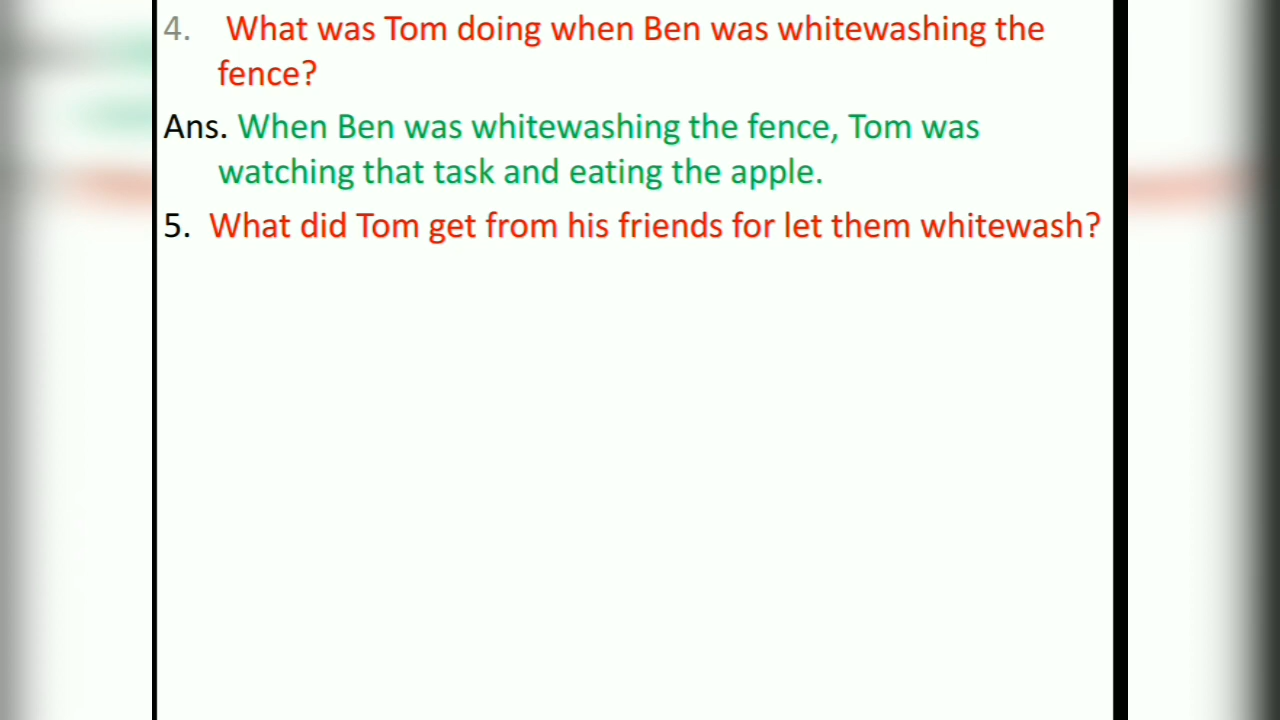 4. What was Tom doing when Ben was whitewashing the
fence?
Ans. When Ben was whitewashing the fence, Tom was
watching that task and eating the apple.
5. What did Tom get from his friends for let them whitewash?